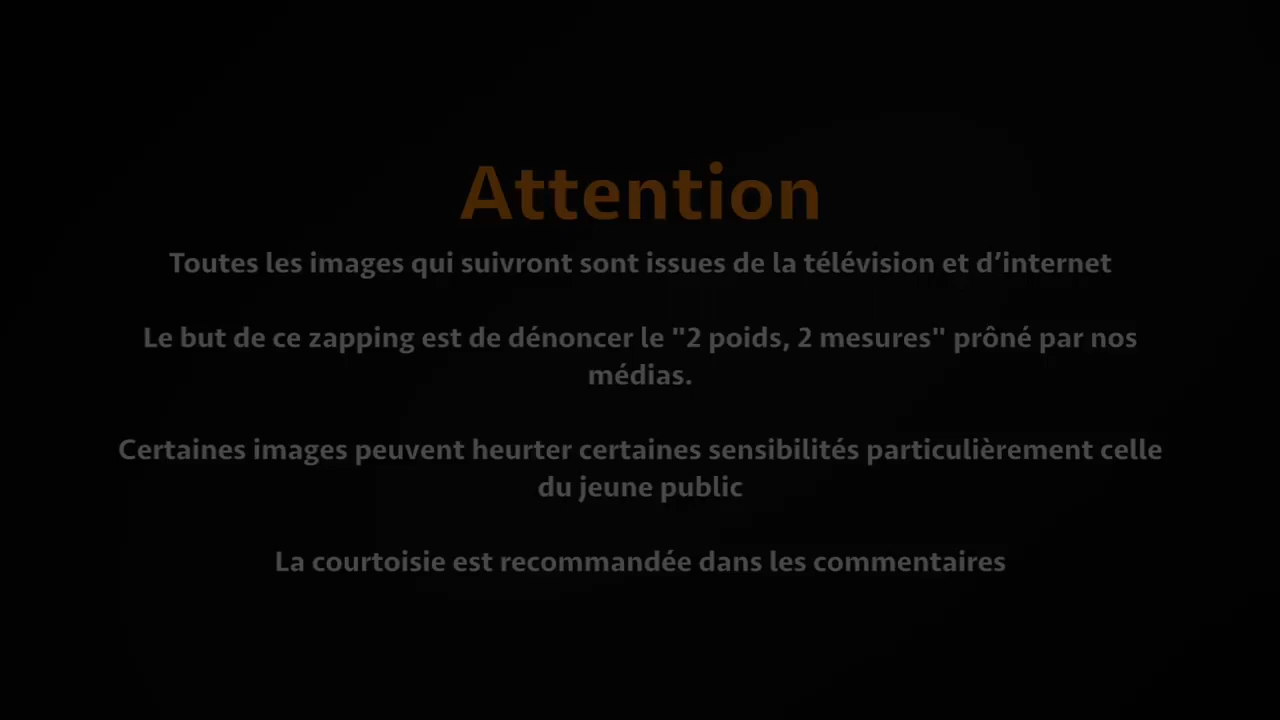 Attention
Toutes les images qui suivront sont issues de la télévision et d’internet
Le but de ce zapping est de dénoncer le "2 poids, 2 mesures" prôné par nos
médias.
Certaines images peuvent heurter certaines sensibilités particulièrement celle
du jeune public
La courtoisie est recommandée dans les commentaires